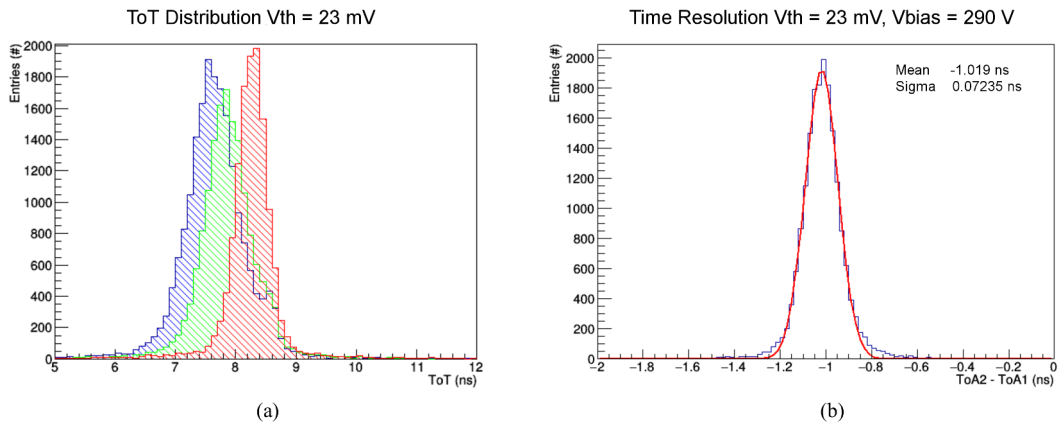 ToT Distribution Vth = 23 mV
Entries (#)
2000
1800
1600
1400
1200
1000
800
600
400
200
0
5 6 7 8 9 10 11 12
ToT (ns)
(a)
Time Resolution Vth = 23 mV, Vbias = 290 V
Entries (#)
2000
1800
1600
1400
1200
1000
800
600
400
200
0
Mean -1.019 ns
Sigma 0.07235 ns
−2 −1.8 −1.6 −1.4 −1.2 −1 −0.8 −0.6 −0.4 −0.2 0
ToA2 - ToA1 (ns)
(b)